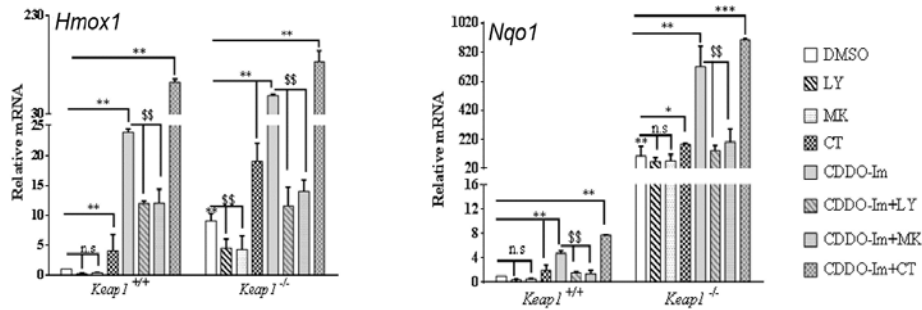 Hmox1
Relative mRNA
230
30
25
20
15
10
5
0
**
**
$$
**
n.s
**
**
$$
$$
**
Keap1 +/+
Keap1 -/-
Nqo1
Relative mRNA
1020
820
620
420
220
20
12
8
4
0
**
**
$$
n.s
***
**
$$
*
n.s
**
Keap1 +/+
Keap1 -/-
DMSO
LY
MK
CT
CDDO-Im
CDDO-Im+LY
CDDO-Im+MK
CDDO-Im+CT